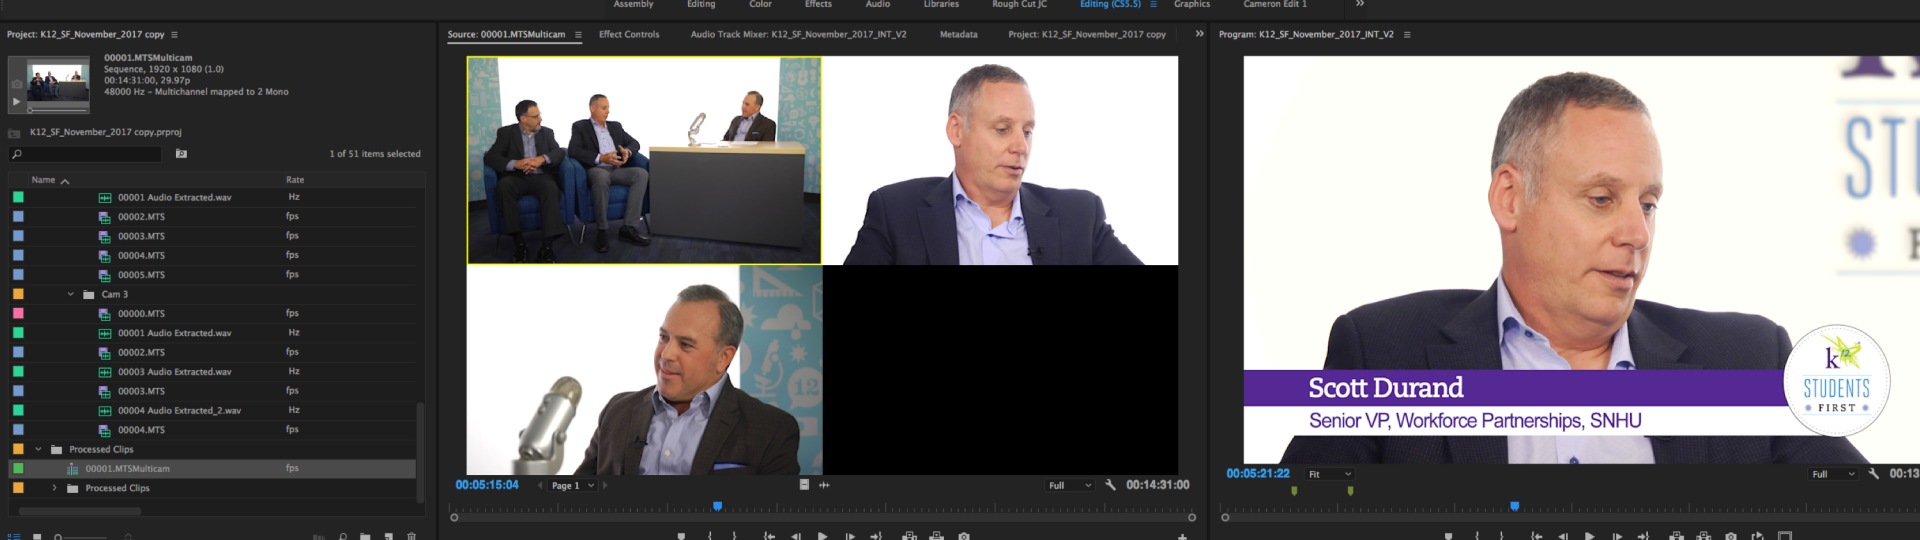 Assembly
Editing
Color
Effects
Audio
Libraries
Rough Cut JC
Editing (CS5.5)
Graphics
Cameron Edit 1
Project: K12_SF_November_2017 copy
00001.MTSMulticam
Sequence, 1920 x 1080 (1.0)
00:14:31:00, 29.97p
48000 Hz – Multichannel mapped to 2 Mono
K12_SF_November_2017 copy.prproj
1 of 51 items selected
Name Rate
00001 Audio Extracted.wav Hz
00002.MTS fps
00003.MTS fps
00004.MTS fps
00005.MTS fps
Cam 3
00000.MTS fps
00001 Audio Extracted.wav Hz
00002.MTS fps
00003 Audio Extracted.wav Hz
00003.MTS fps
00004 Audio Extracted_2.wav Hz
00004.MTS fps
Processed Clips
00001.MTSMulticam fps
Processed Clips
Source: 00001.MTSMulticam
Effect Controls
Audio Track Mixer: K12_SF_November_2017_INT_V2
Metadata
Project: K12_SF_November_2017 copy
12
00:05:15:04
Page 1
Full
00:14:31:00
Program: K12_SF_November_2017_INT_V2
STU
F
Scott Durand
Senior VP, Workforce Partnerships, SNHU
k12
STUDENTS
FIRST
00:05:21:22
Fit
Full
00:13